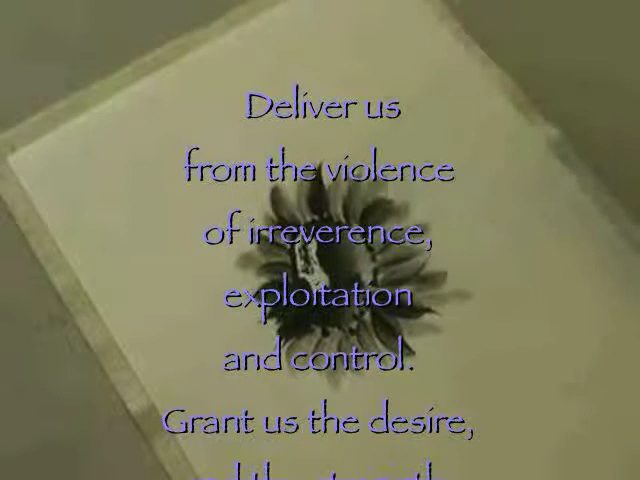 Deliver us
from the violence
of irreverence,
exploitation
and control.
Grant us the desire,